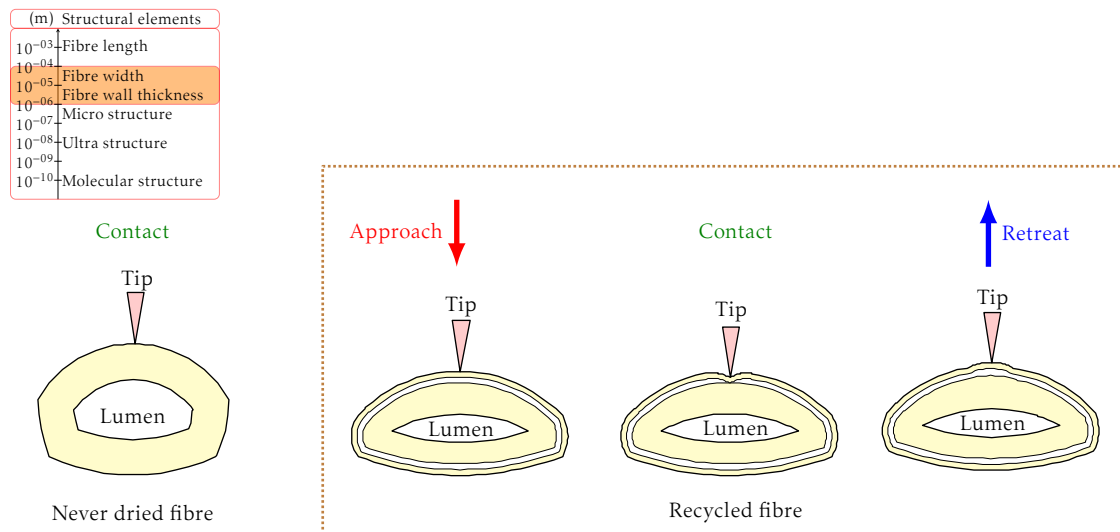 (m) Structural elements
10⁻⁰³ Fibre length
10⁻⁰⁴
Fibre width
10⁻⁰⁵
Fibre wall thickness
10⁻⁰⁶
Micro structure
10⁻⁰⁷
10⁻⁰⁸ Ultra structure
10⁻⁰⁹
10⁻¹⁰ Molecular structure
Contact
Tip
Lumen
Never dried fibre
Approach
Tip
Lumen
Contact
Tip
Lumen
Retreat
Tip
Lumen
Recycled fibre